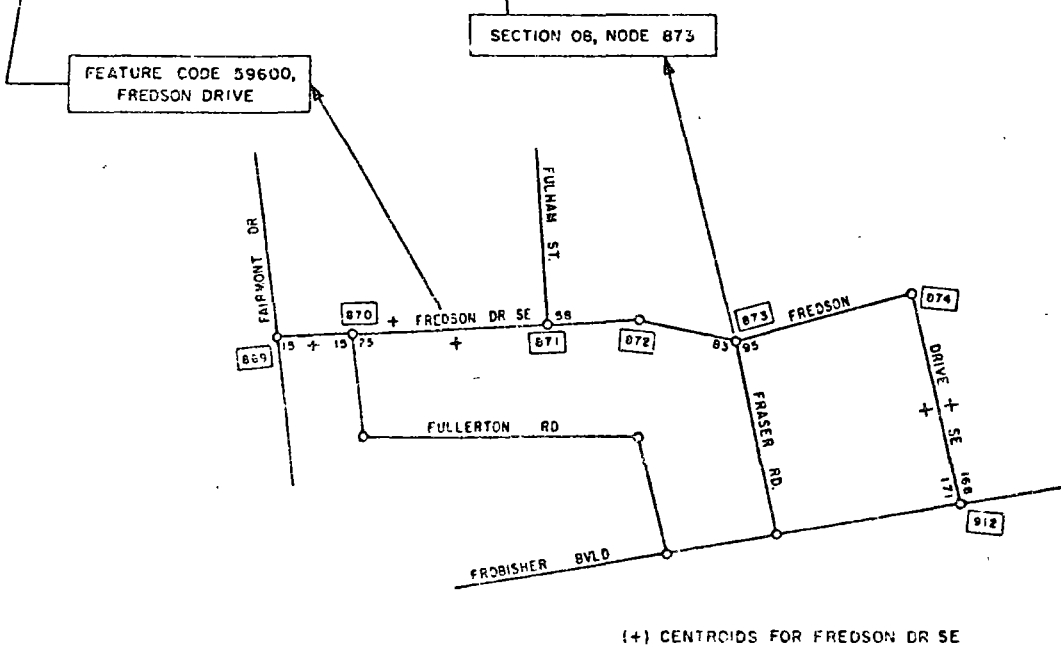 SECTION 08, NODE 873
FEATURE CODE 59600,
FREDSON DRIVE
FAIRMONT DR
FULHAM ST.
870
FREDSON DR SE
58
873
FREDSON
874
869
15
15
75
871
872
83
95
DRIVE SE
FULLERTON RD
FRASER RD.
171
168
912
FROBISHER BVLD
(+) CENTROIDS FOR FREDSON DR SE